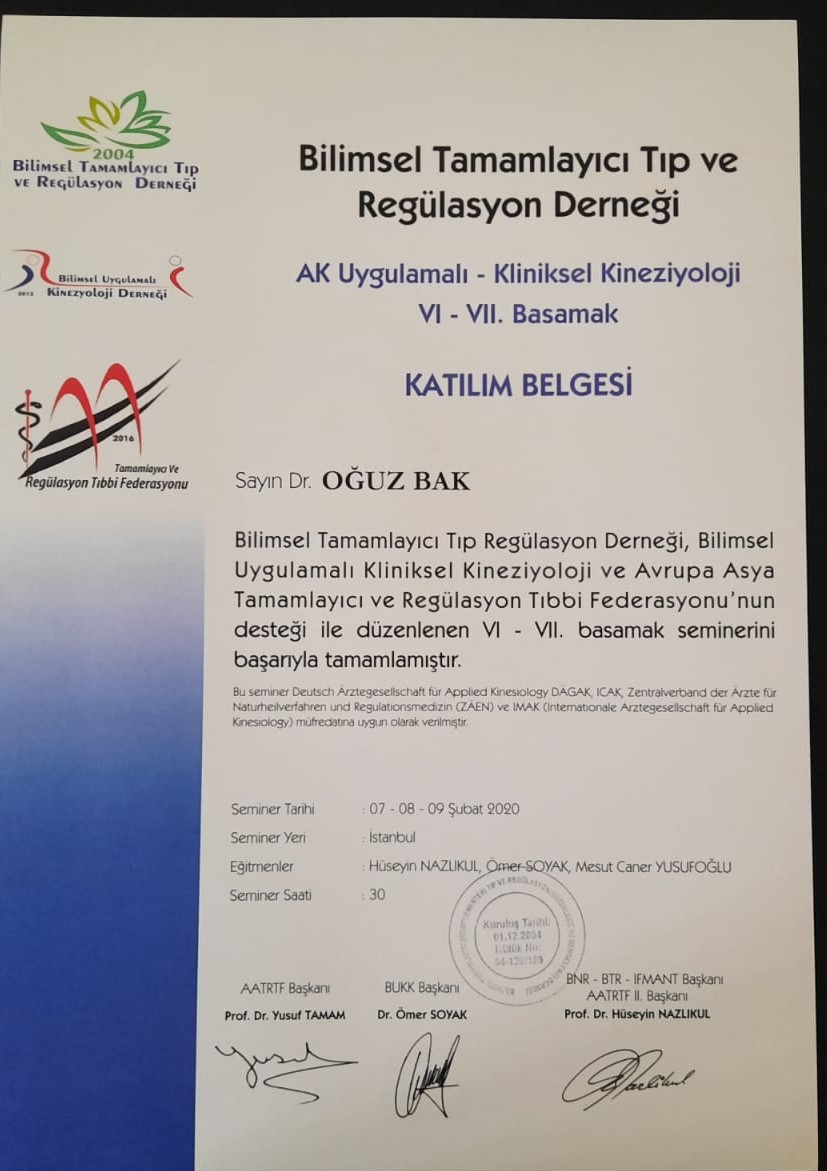 2004
Bilimsel Tamamlayıcı Tıp
ve Regülasyon Derneği
Bilimsel Uygulamalı
2013 Kinezyoloji Derneği
2016
Tamamlayıcı Ve
Regülasyon Tıbbi Federasyonu
Bilimsel Tamamlayıcı Tıp ve
Regülasyon Derneği
AK Uygulamalı - Kliniksel Kineziyoloji
VI - VII. Basamak
KATILIM BELGESİ
Sayın Dr. OĞUZ BAK
Bilimsel Tamamlayıcı Tıp Regülasyon Derneği, Bilimsel
Uygulamalı Kliniksel Kineziyoloji ve Avrupa Asya
Tamamlayıcı ve Regülasyon Tıbbi Federasyonu'nun
desteği ile düzenlenen VI - VII. basamak seminerini
başarıyla tamamlamıştır.
Bu seminer Deutsch Ärztegesellschaft für Applied Kinesiology DÄGAK, ICAK, Zentralverband der Ärzte für
Naturheilverfahren und Regulationsmedizin (ZÄEN) ve IMAK (Internationale Arztegesellschaft für Applied
Kinesiology) müfredatına uygun olarak verilmiştir.
Seminer Tarihi : 07 - 08 - 09 Şubat 2020
Seminer Yeri : İstanbul
Eğitmenler : Hüseyin NAZLIKUL, Ömer SOYAK, Mesut Caner YUSUFOĞLU
Seminer Saati : 30
Kuruluş Tarihi:
01.12.2004
Kütük No:
AATRTF Başkanı
Prof. Dr. Yusuf TAMAM
BUKK Başkanı
Dr. Ömer SOYAK
BNR - BTR - IFMANT Başkanı
AATRTF II. Başkanı
Prof. Dr. Hüseyin NAZLIKUL